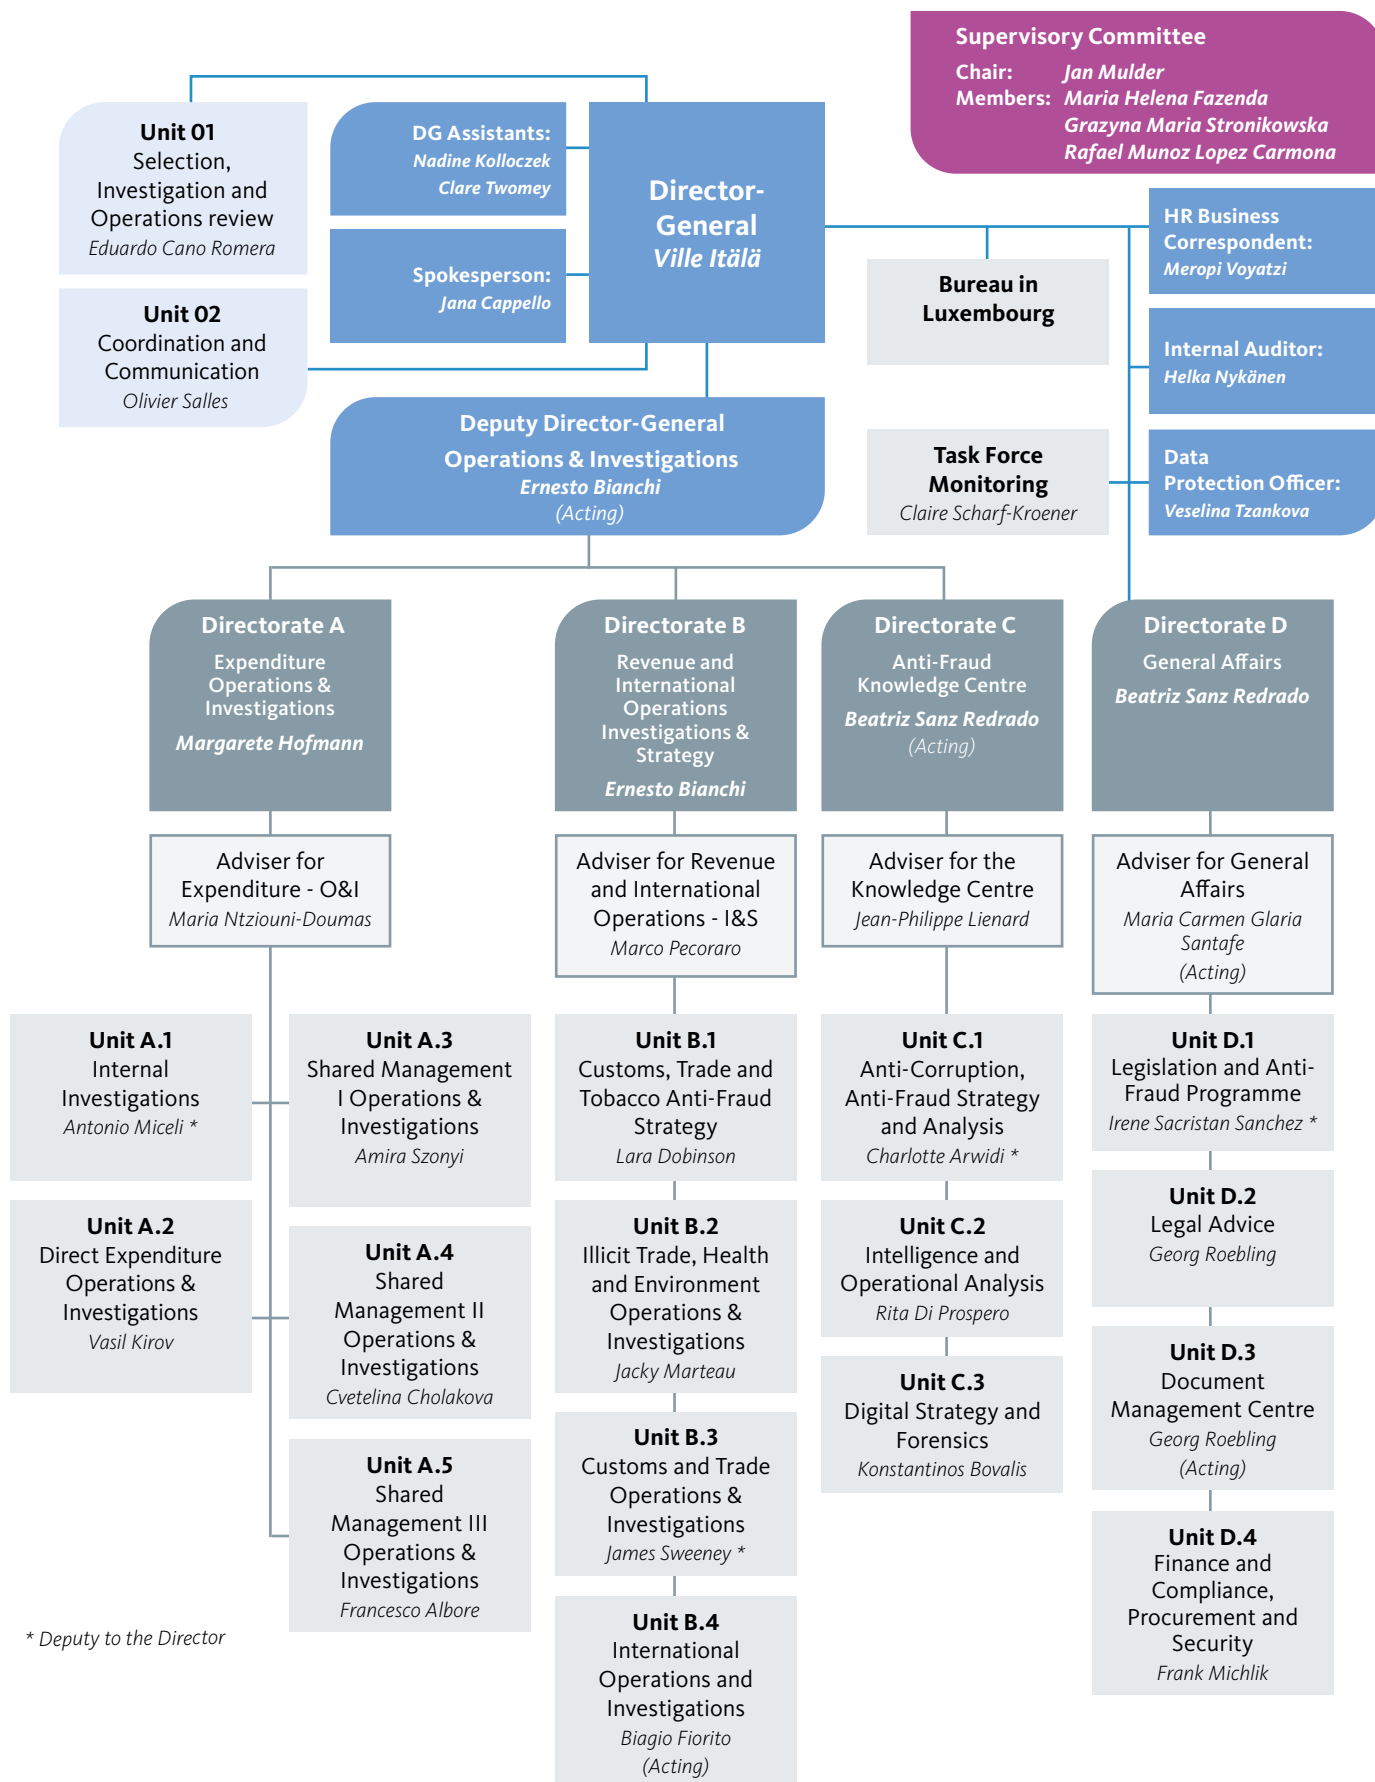 Supervisory Committee
Chair: Jan Mulder
Members: Maria Helena Fazenda
Grazyna Maria Stronikowska
Rafael Munoz Lopez Carmona
Unit 01
Selection,
Investigation and
Operations review
Eduardo Cano Romera
DG Assistants:
Nadine Kolloczek
Clare Twomey
Director-
General
Ville Itälä
Spokesperson:
Jana Cappello
Unit 02
Coordination and
Communication
Olivier Salles
Bureau in
Luxembourg
HR Business
Correspondent:
Meropi Voyatzi
Internal Auditor:
Helka Nykänen
Deputy Director-General
Operations & Investigations
Ernesto Bianchi
(Acting)
Task Force
Monitoring
Claire Scharf-Kroener
Data
Protection Officer:
Veselina Tzankova
Directorate A
Expenditure
Operations &
Investigations
Margarete Hofmann
Directorate B
Revenue and
International
Operations
Investigations &
Strategy
Ernesto Bianchi
Directorate C
Anti-Fraud
Knowledge Centre
Beatriz Sanz Redrado
(Acting)
Directorate D
General Affairs
Beatriz Sanz Redrado
Adviser for
Expenditure - O&I
Maria Ntziouni-Doumas
Adviser for Revenue
and International
Operations - I&S
Marco Pecoraro
Adviser for the
Knowledge Centre
Jean-Philippe Lienard
Adviser for General
Affairs
Maria Carmen Glaria
Santafe
(Acting)
Unit A.1
Internal
Investigations
Antonio Miceli *
Unit A.2
Direct Expenditure
Operations &
Investigations
Vasil Kirov
Unit A.3
Shared Management
I Operations &
Investigations
Amira Szonyi
Unit A.4
Shared
Management II
Operations &
Investigations
Cvetelina Cholakova
Unit A.5
Shared
Management III
Operations &
Investigations
Francesco Albore
Unit B.1
Customs, Trade and
Tobacco Anti-Fraud
Strategy
Lara Dobinson
Unit B.2
Illicit Trade, Health
and Environment
Operations &
Investigations
Jacky Marteau
Unit B.3
Customs and Trade
Operations &
Investigations
James Sweeney *
Unit B.4
International
Operations and
Investigations
Biagio Fiorito
(Acting)
Unit C.1
Anti-Corruption,
Anti-Fraud Strategy
and Analysis
Charlotte Arwidi *
Unit C.2
Intelligence and
Operational Analysis
Rita Di Prospero
Unit C.3
Digital Strategy and
Forensics
Konstantinos Bovalis
Unit D.1
Legislation and Anti-
Fraud Programme
Irene Sacristan Sanchez *
Unit D.2
Legal Advice
Georg Roebling
Unit D.3
Document
Management Centre
Georg Roebling
(Acting)
Unit D.4
Finance and
Compliance,
Procurement and
Security
Frank Michlik
* Deputy to the Director